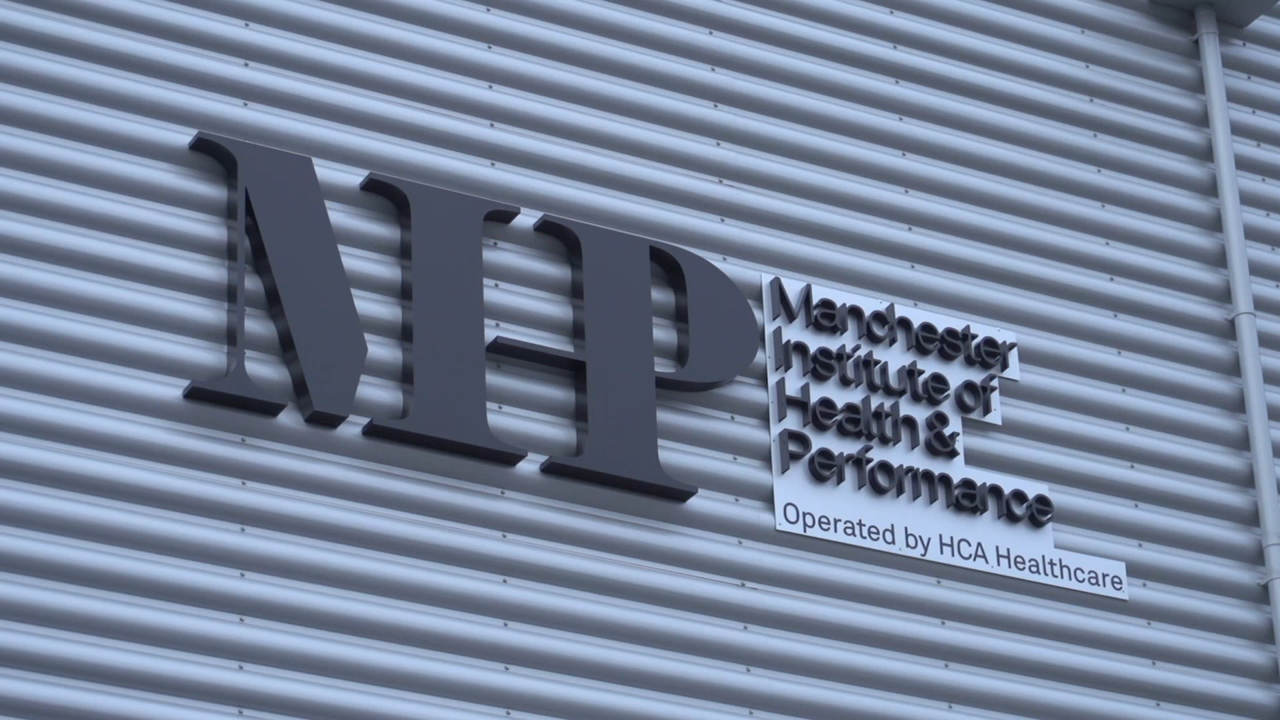 MIHP
Manchester
Institute of
Health &
Performance
Operated by HCA Healthcare